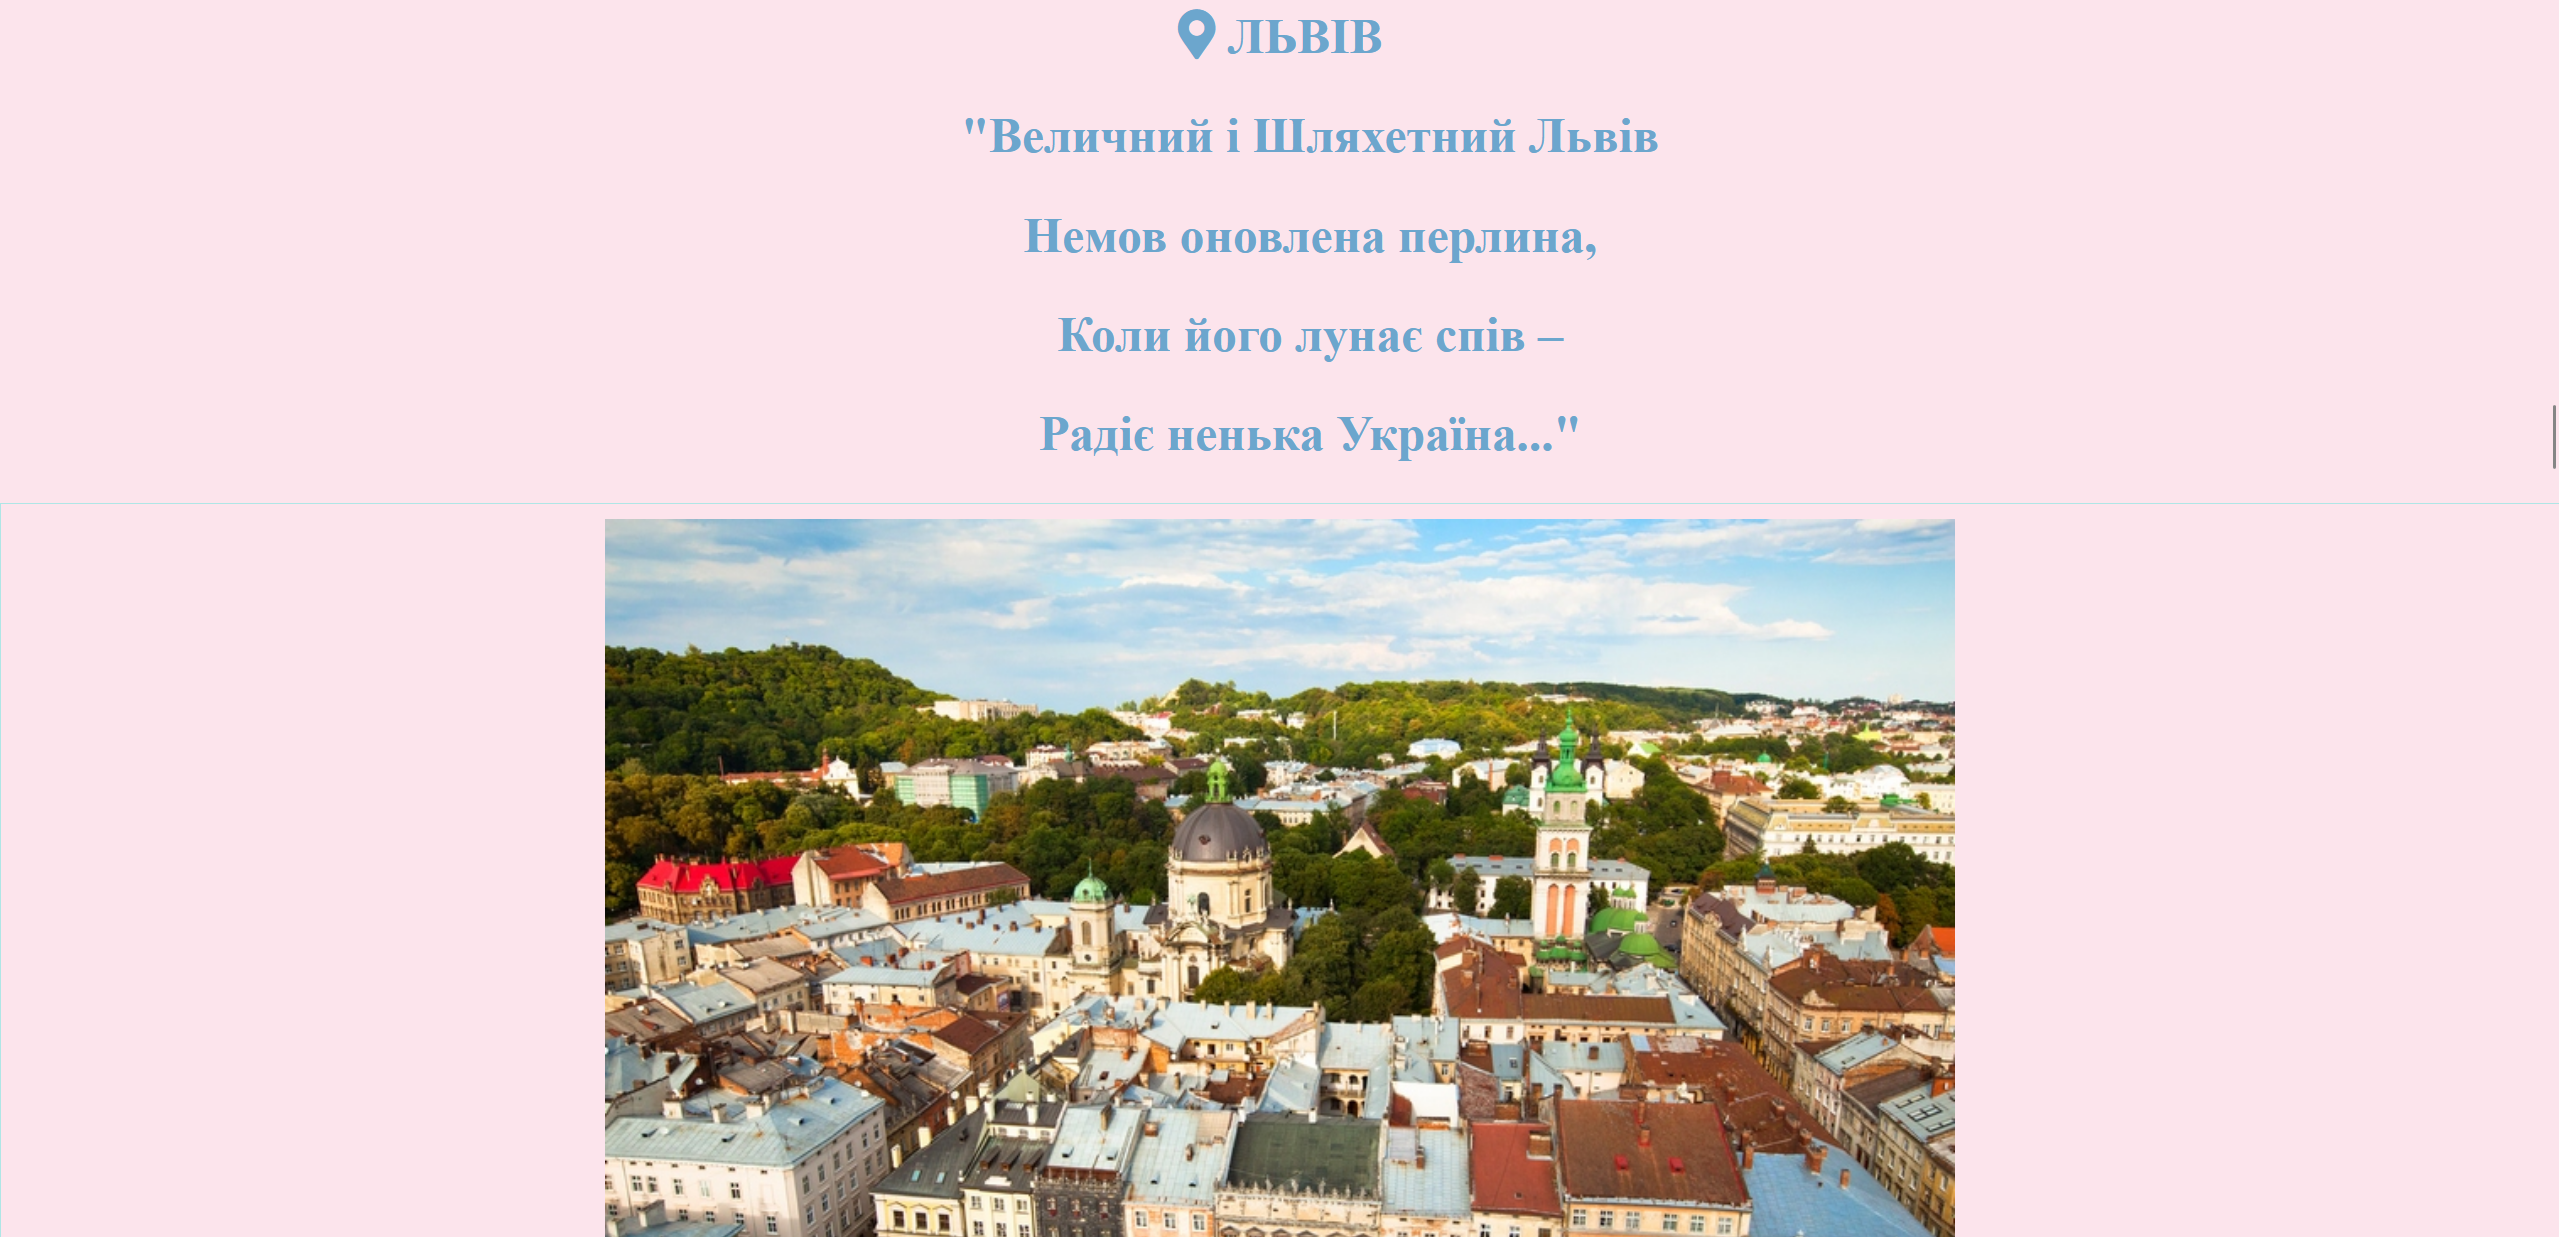 ЛЬВІВ
"Величний і Шляхетний Львів
Немов оновлена перлина,
Коли його лунає спів –
Радіє ненька Україна..."